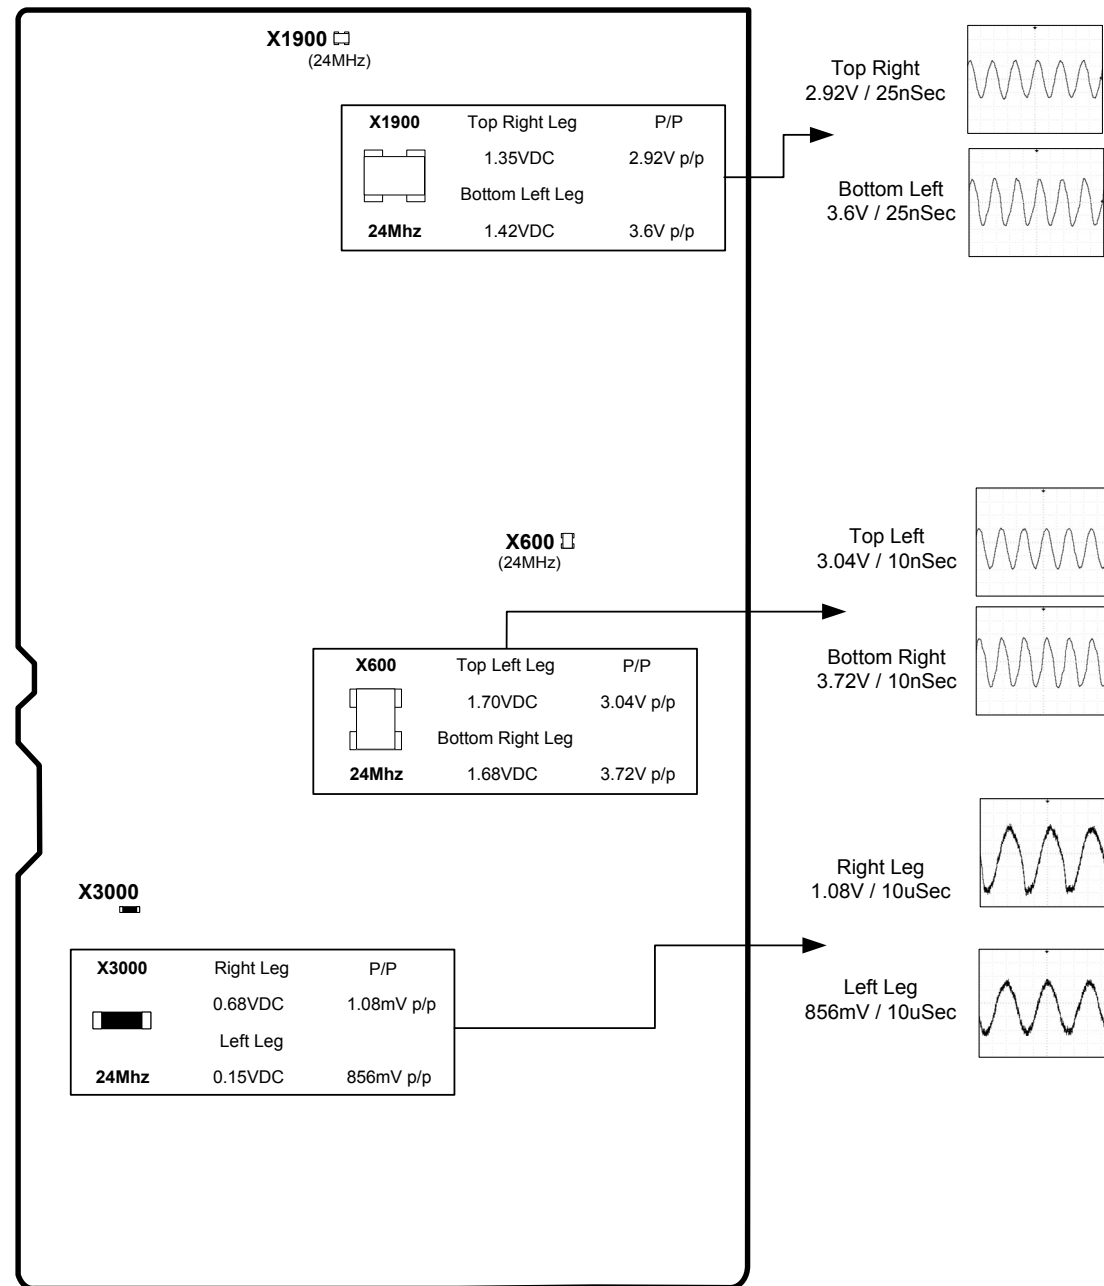 X1900
(24MHz)
X1900 Top Right Leg P/P
1.35VDC 2.92V p/p
Bottom Left Leg
24Mhz 1.42VDC 3.6V p/p
Top Right
2.92V / 25nSec
Bottom Left
3.6V / 25nSec
X600
(24MHz)
X600 Top Left Leg P/P
1.70VDC 3.04V p/p
Bottom Right Leg
24Mhz 1.68VDC 3.72V p/p
Top Left
3.04V / 10nSec
Bottom Right
3.72V / 10nSec
X3000
X3000 Right Leg P/P
0.68VDC 1.08mV p/p
Left Leg
24Mhz 0.15VDC 856mV p/p
Right Leg
1.08V / 10uSec
Left Leg
856mV / 10uSec